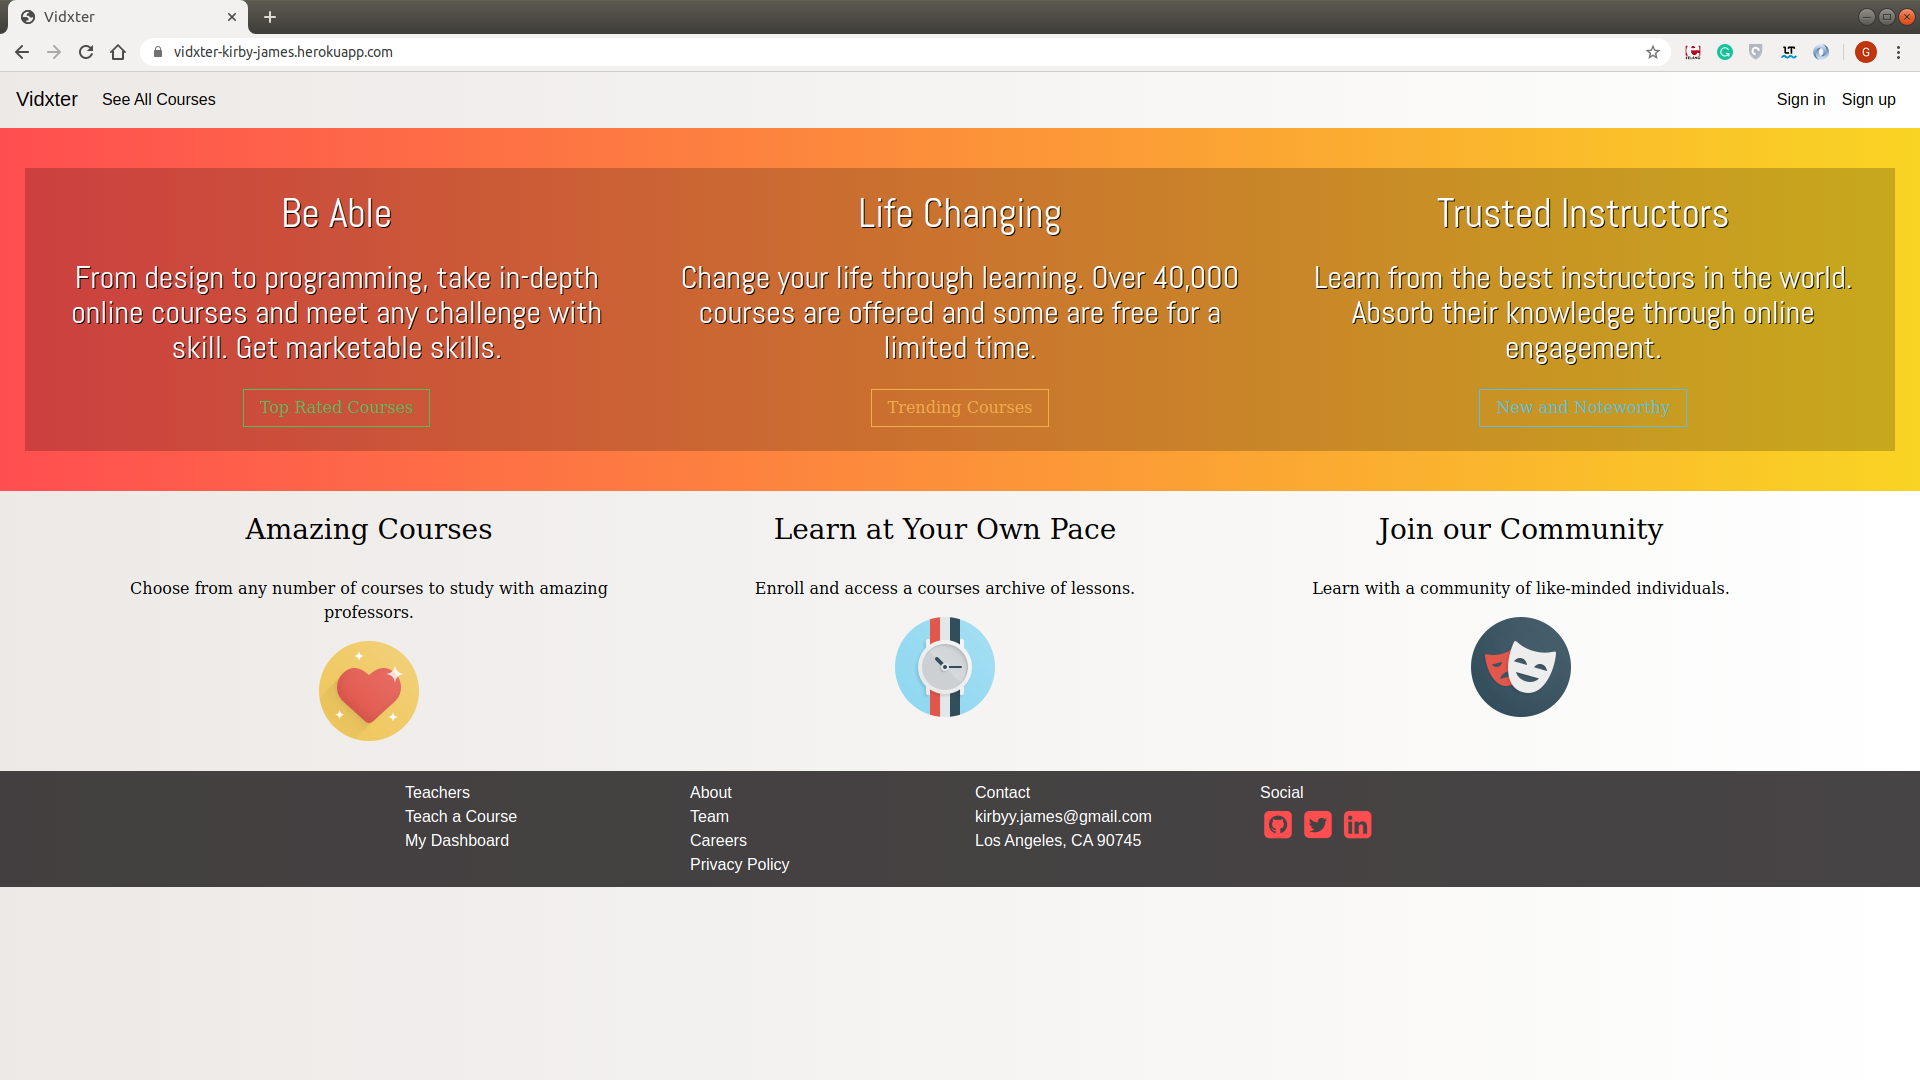 Vidxter
vidxter-kirby-james.herokuapp.com
G
Vidxter See All Courses Sign in Sign up
Be Able
From design to programming, take in-depth
online courses and meet any challenge with
skill. Get marketable skills.
Top Rated Courses
Life Changing
Change your life through learning. Over 40,000
courses are offered and some are free for a
limited time.
Trending Courses
Trusted Instructors
Learn from the best instructors in the world.
Absorb their knowledge through online
engagement.
New and Noteworthy
Amazing Courses
Choose from any number of courses to study with amazing
professors.
Learn at Your Own Pace
Enroll and access a courses archive of lessons.
Join our Community
Learn with a community of like-minded individuals.
Teachers
Teach a Course
My Dashboard
About
Team
Careers
Privacy Policy
Contact
kirbyy.james@gmail.com
Los Angeles, CA 90745
Social